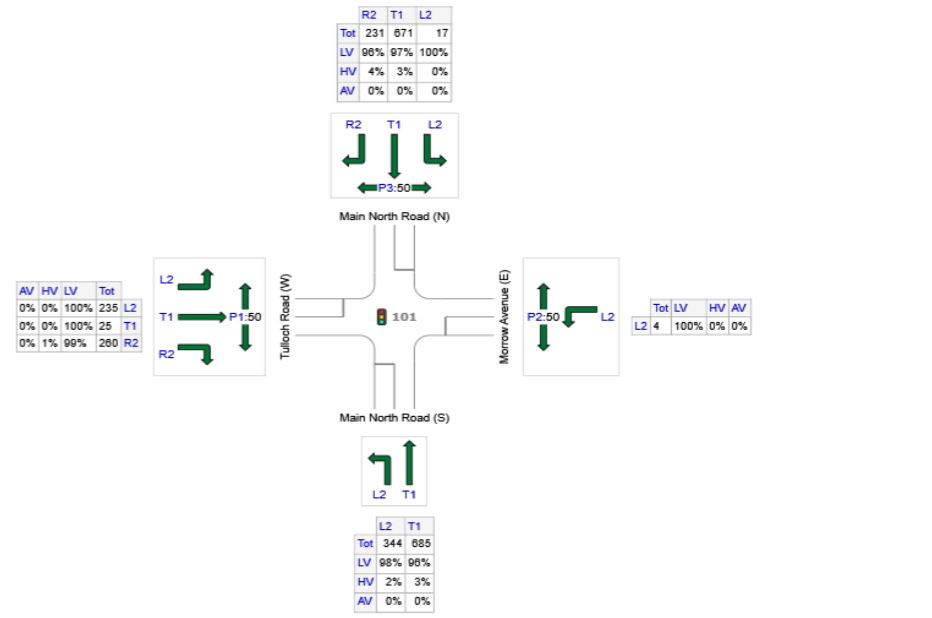 R2 T1 L2
Tot 231 671 17
LV 96% 97% 100%
HV 4% 3% 0%
AV 0% 0% 0%
R2 T1 L2
P3:50
Main North Road (N)
AV HV LV Tot
0% 0% 100% 235 L2
0% 0% 100% 25 T1
0% 1% 99% 260 R2
L2
T1 P1:50
R2
Tulloch Road (W)
101
Morrow Avenue (E)
P2:50 L2
Tot LV HV AV
L2 4 100% 0% 0%
Main North Road (S)
L2 T1
L2 T1
Tot 344 685
LV 98% 96%
HV 2% 3%
AV 0% 0%